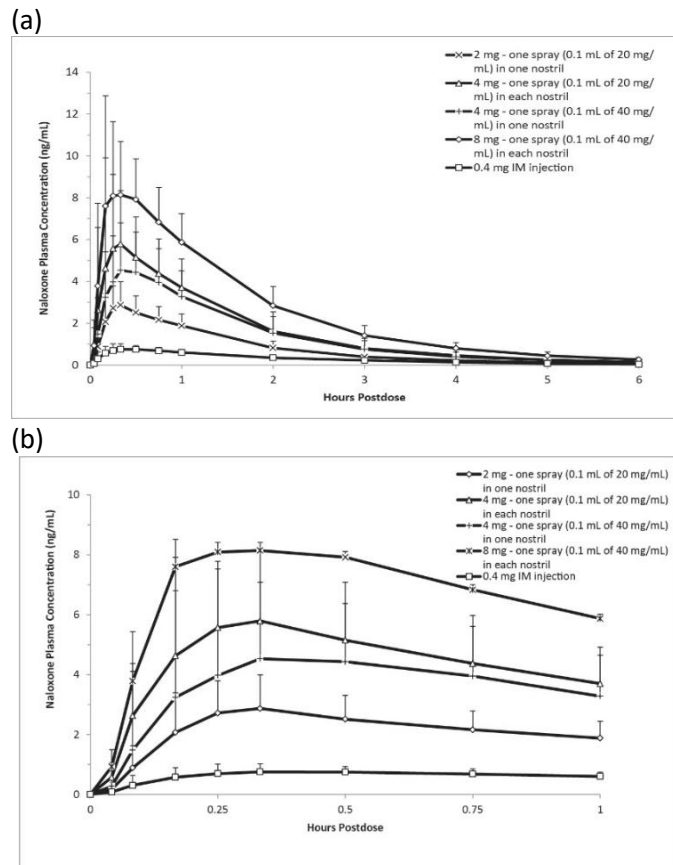 (a)
2 mg - one spray (0.1 mL of 20 mg/
mL) in one nostril
4 mg - one spray (0.1 mL of 20 mg/
mL) in each nostril
4 mg - one spray (0.1 mL of 40 mg/
mL) in one nostril
8 mg - one spray (0.1 mL of 40 mg/
mL) in each nostril
0.4 mg IM injection
Naloxone Plasma Concentration (ng/mL)
14
12
10
8
6
4
2
0
0 1 2 3 4 5 6
Hours Postdose
(b)
2 mg - one spray (0.1 mL of 20 mg/mL)
in one nostril
4 mg - one spray (0.1 mL of 20 mg/mL)
in each nostril
4 mg - one spray (0.1 mL of 40 mg/mL)
in one nostril
8 mg - one spray (0.1 mL of 40 mg/mL)
in each nostril
0.4 mg IM injection
Naloxone Plasma Concentration (ng/mL)
10
8
6
4
2
0
0 0.25 0.5 0.75 1
Hours Postdose